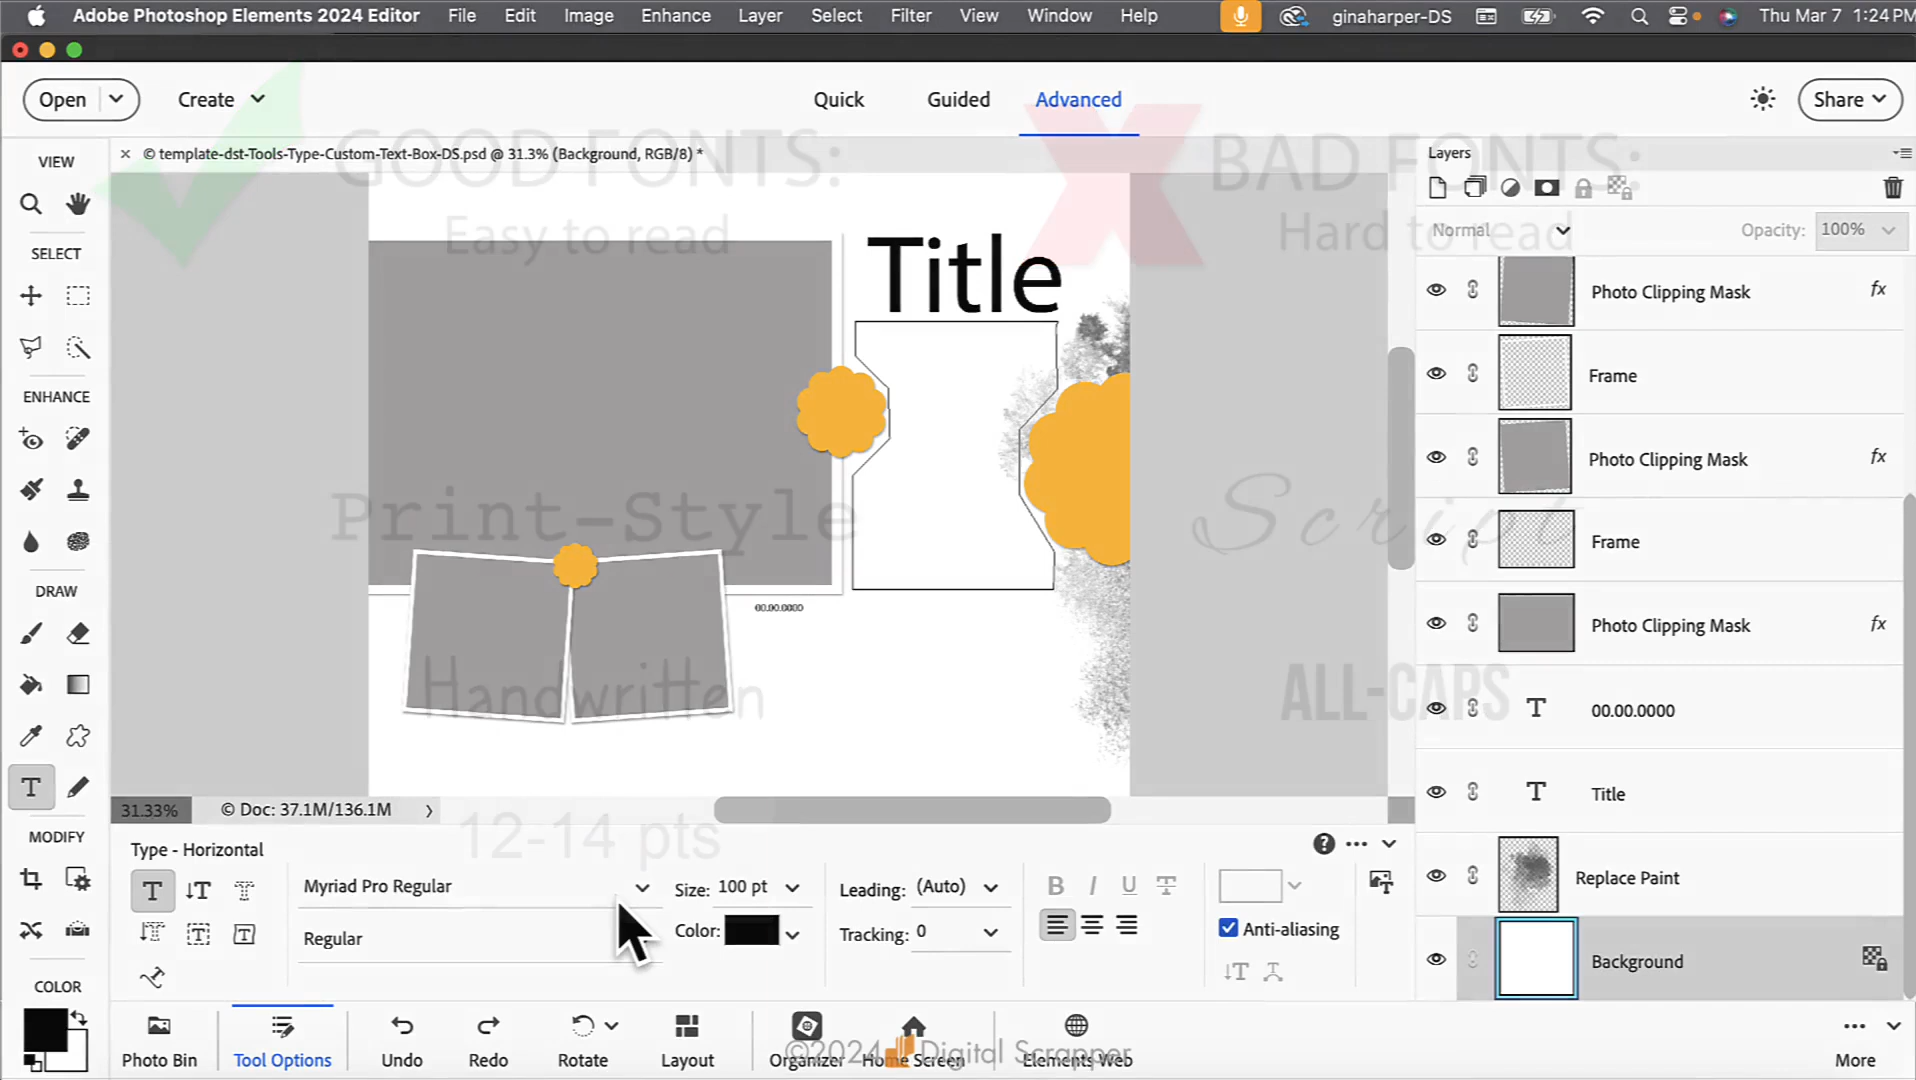 Adobe Photoshop Elements 2024 Editor File Edit Image Enhance Layer Select Filter View Window Help ginaharper-DS Thu Mar 7 1:24 PM
Open Create Quick Guided Advanced Share
VIEW
© template-dst-Tools-Type-Custom-Text-Box-DS.psd @ 31.3% (Background, RGB/8) *
Layers
GOOD FONTS:
BAD FONTS:
Easy to read
Hard to read
Normal Opacity: 100%
SELECT
Title
Photo Clipping Mask fx
Frame
ENHANCE
Photo Clipping Mask fx
Print-Style
Script
Frame
DRAW
00.00.0000
Photo Clipping Mask fx
Handwritten
ALL-CAPS
T 00.00.0000
T Title
31.33% © Doc: 37.1M/136.1M
12-14 pts
MODIFY
Type - Horizontal
Replace Paint
Myriad Pro Regular Size: 100 pt Leading: (Auto) B I U T
Regular Color: Tracking: 0 Anti-aliasing
Background
COLOR
Photo Bin Tool Options Undo Redo Rotate Layout Organizer Home Screen Elements Web More
©2024 Digital Scrapper